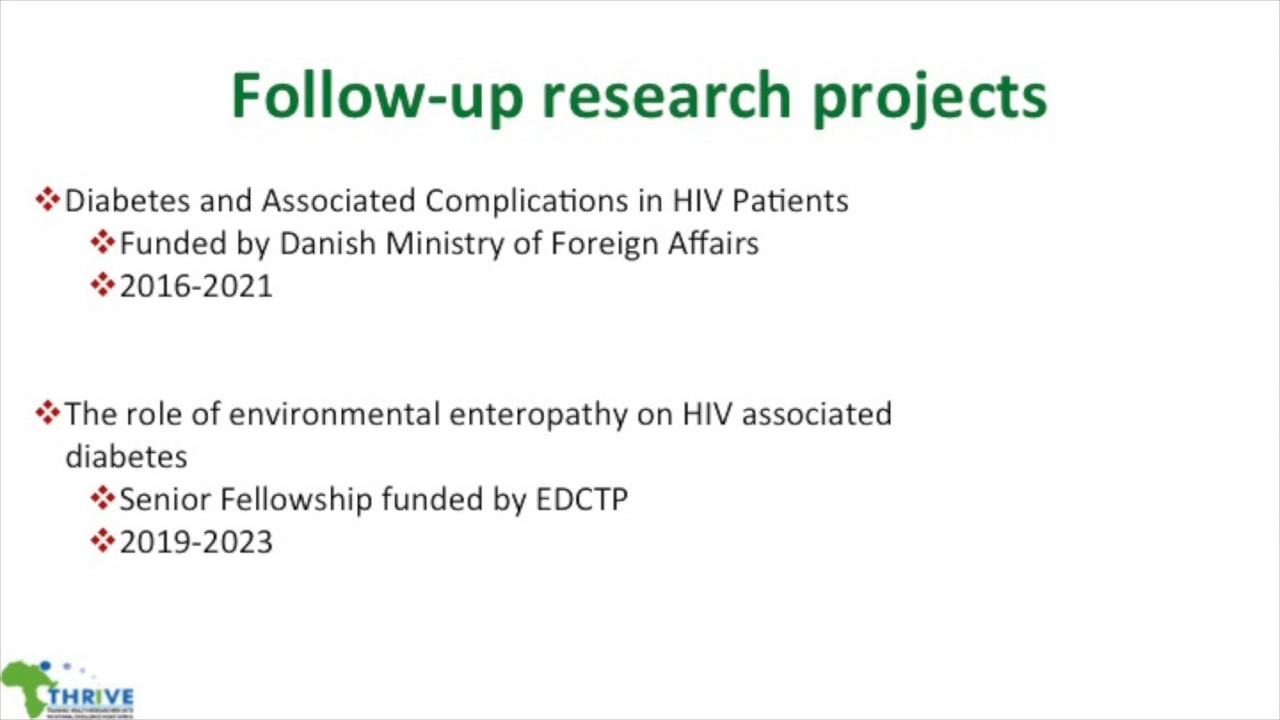 Follow-up research projects
Diabetes and Associated Complications in HIV Patients
Funded by Danish Ministry of Foreign Affairs
2016-2021
The role of environmental enteropathy on HIV associated
diabetes
Senior Fellowship funded by EDCTP
2019-2023
THRiVE